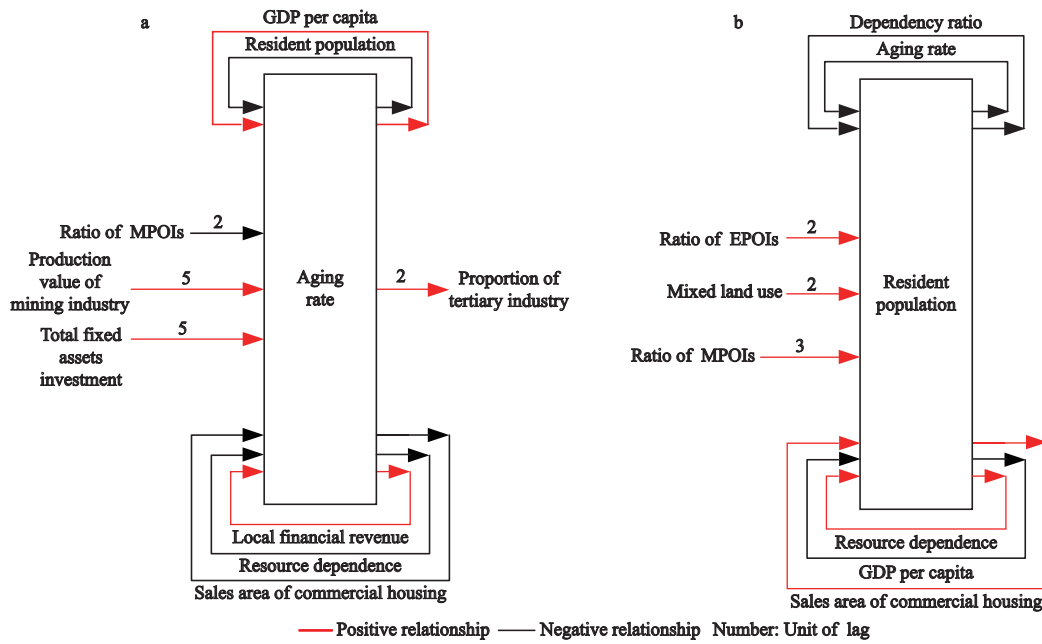 a
GDP per capita
Resident population
Ratio of MPOIs
2
Production
value of
mining industry
5
Total fixed
assets
investment
5
Aging
rate
2
Proportion of
tertiary industry
Local financial revenue
Resource dependence
Sales area of commercial housing
b
Dependency ratio
Aging rate
Ratio of EPOIs
2
Mixed land use
2
Ratio of MPOIs
3
Resident
population
Resource dependence
GDP per capita
Sales area of commercial housing
Positive relationship Negative relationship Number: Unit of lag